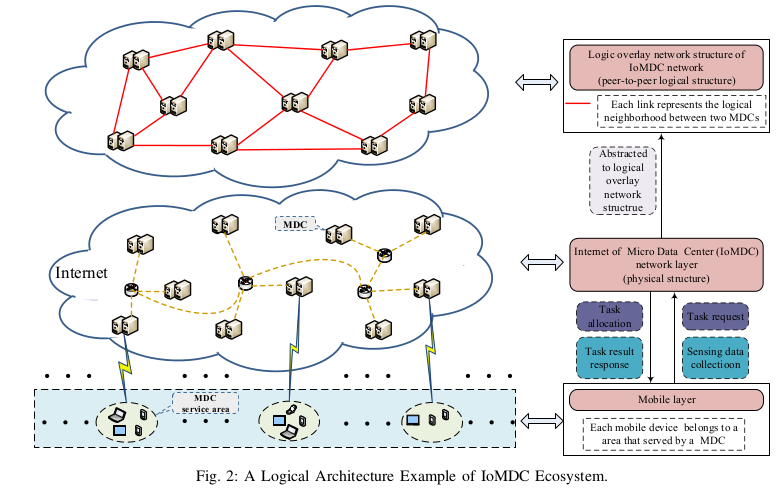 Logic overlay network structure of
IoMDC network
(peer-to-peer logical structure)
Each link represents the logical
neighborhood between two MDCs
Abstracted
to logical
overlay
network
structrue
MDC
Internet
Internet of Micro Data Center (IoMDC)
network layer
(physical structure)
Task
allocation
Task request
Task result
response
Sensing data
collectioon
MDC
service area
Mobile layer
Each mobile device belongs to a
area that served by a MDC
Fig. 2: A Logical Architecture Example of IoMDC Ecosystem.